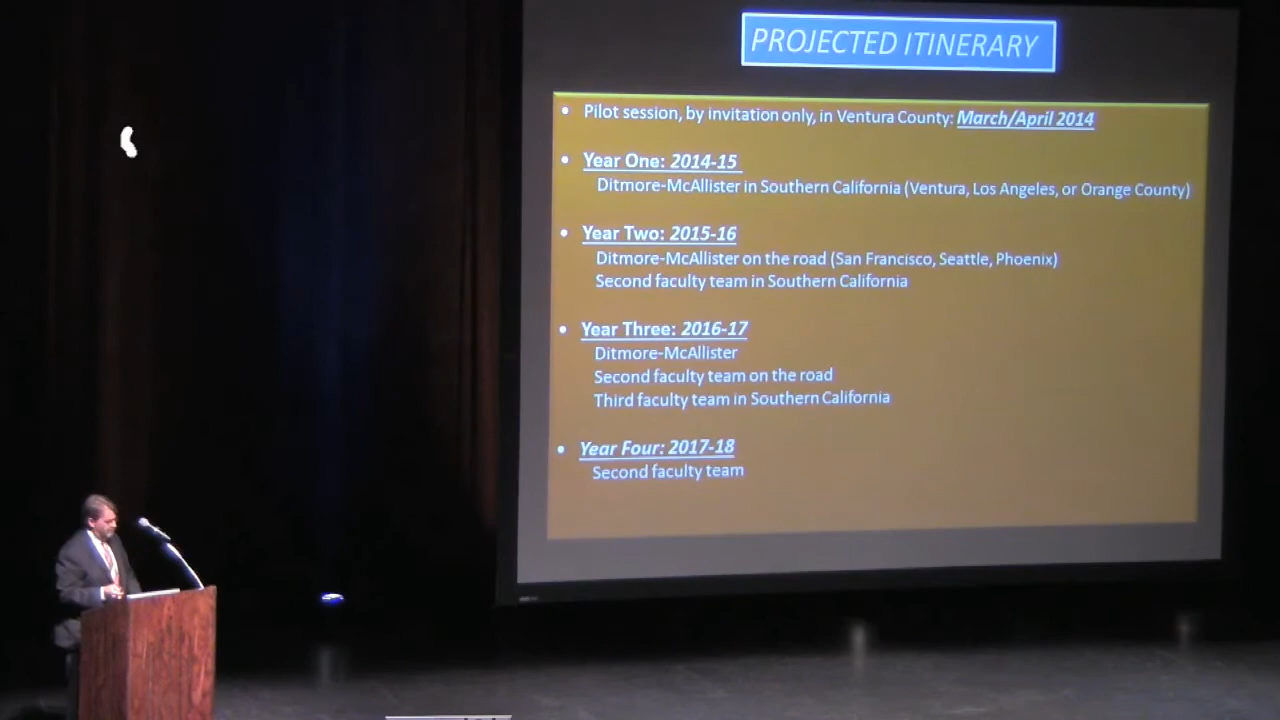 PROJECTED ITINERARY
• Pilot session, by invitation only, in Ventura County: March/April 2014
• Year One: 2014-15
Ditmore-McAllister in Southern California (Ventura, Los Angeles, or Orange County)
• Year Two: 2015-16
Ditmore-McAllister on the road (San Francisco, Seattle, Phoenix)
Second faculty team in Southern California
• Year Three: 2016-17
Ditmore-McAllister
Second faculty team on the road
Third faculty team in Southern California
• Year Four: 2017-18
Second faculty team